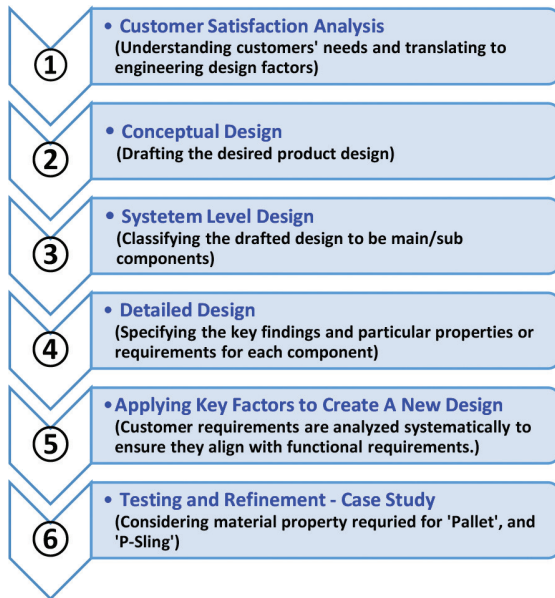 1
• Customer Satisfaction Analysis
(Understanding customers' needs and translating to
engineering design factors)
2
• Conceptual Design
(Drafting the desired product design)
3
• Systetem Level Design
(Classifying the drafted design to be main/sub
components)
4
• Detailed Design
(Specifying the key findings and particular properties or
requirements for each component)
5
•Applying Key Factors to Create A New Design
(Customer requirements are analyzed systematically to
ensure they align with functional requirements.)
6
• Testing and Refinement - Case Study
(Considering material property requried for 'Pallet', and
'P-Sling')